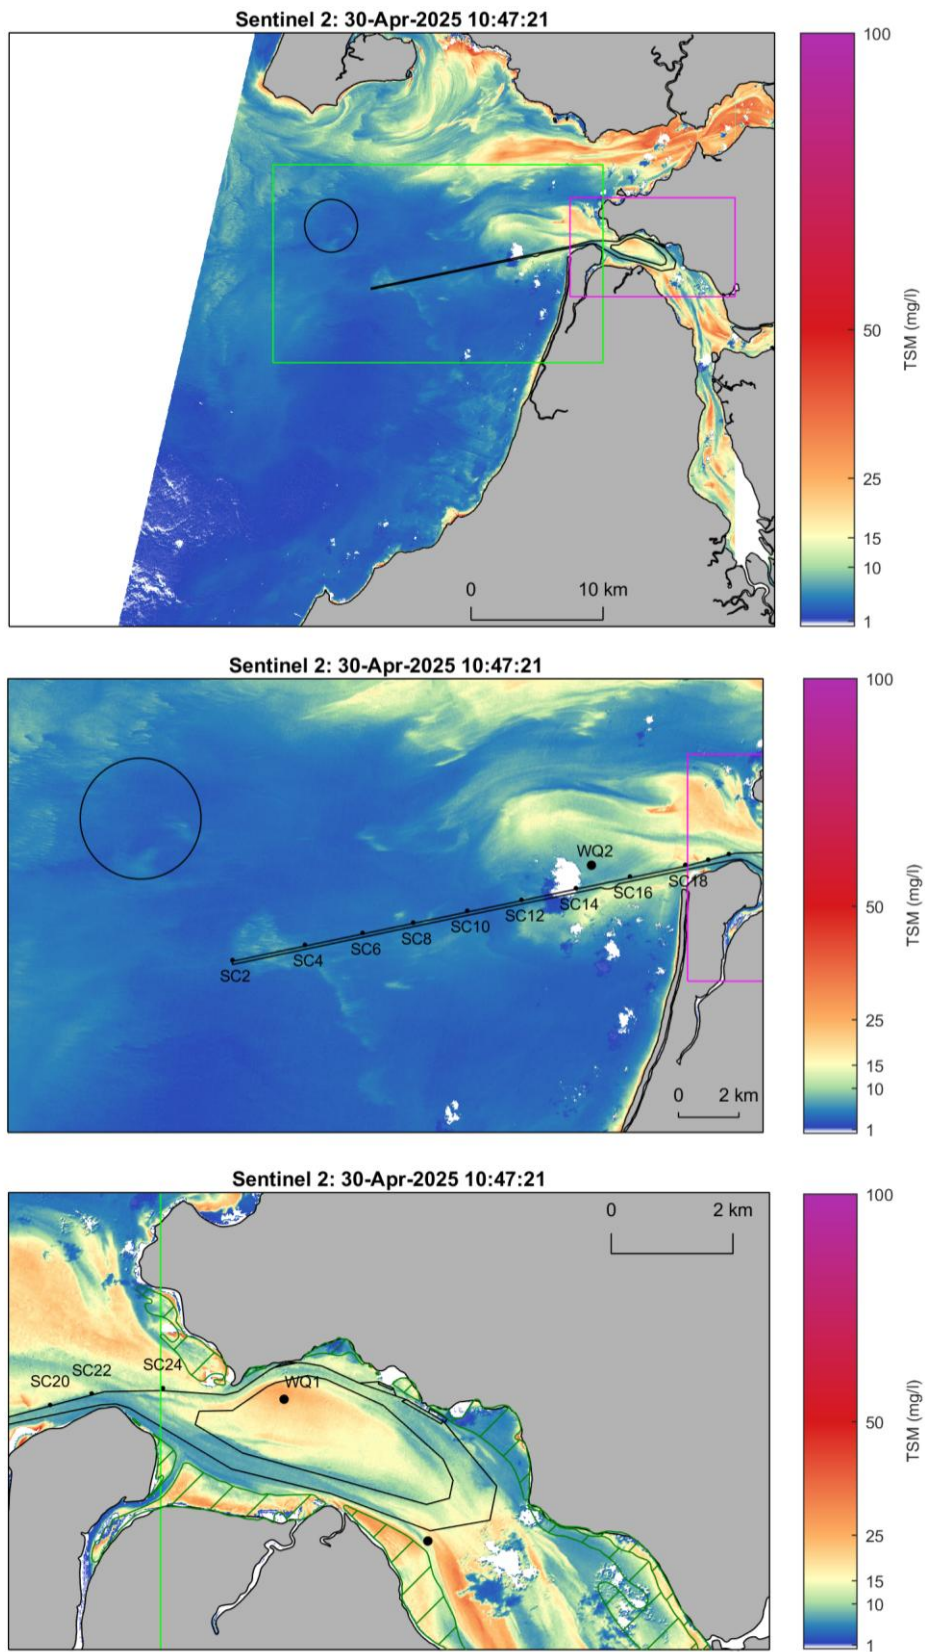 Sentinel 2: 30-Apr-2025 10:47:21
100
50
25
15
10
1
TSM (mg/l)
0 10 km
Sentinel 2: 30-Apr-2025 10:47:21
WQ2
SC18
SC16
SC14
SC12
SC10
SC8
SC6
SC4
SC2
0 2 km
100
50
25
15
10
1
TSM (mg/l)
Sentinel 2: 30-Apr-2025 10:47:21
0 2 km
SC24
SC22
SC20
WQ1
100
50
25
15
10
1
TSM (mg/l)